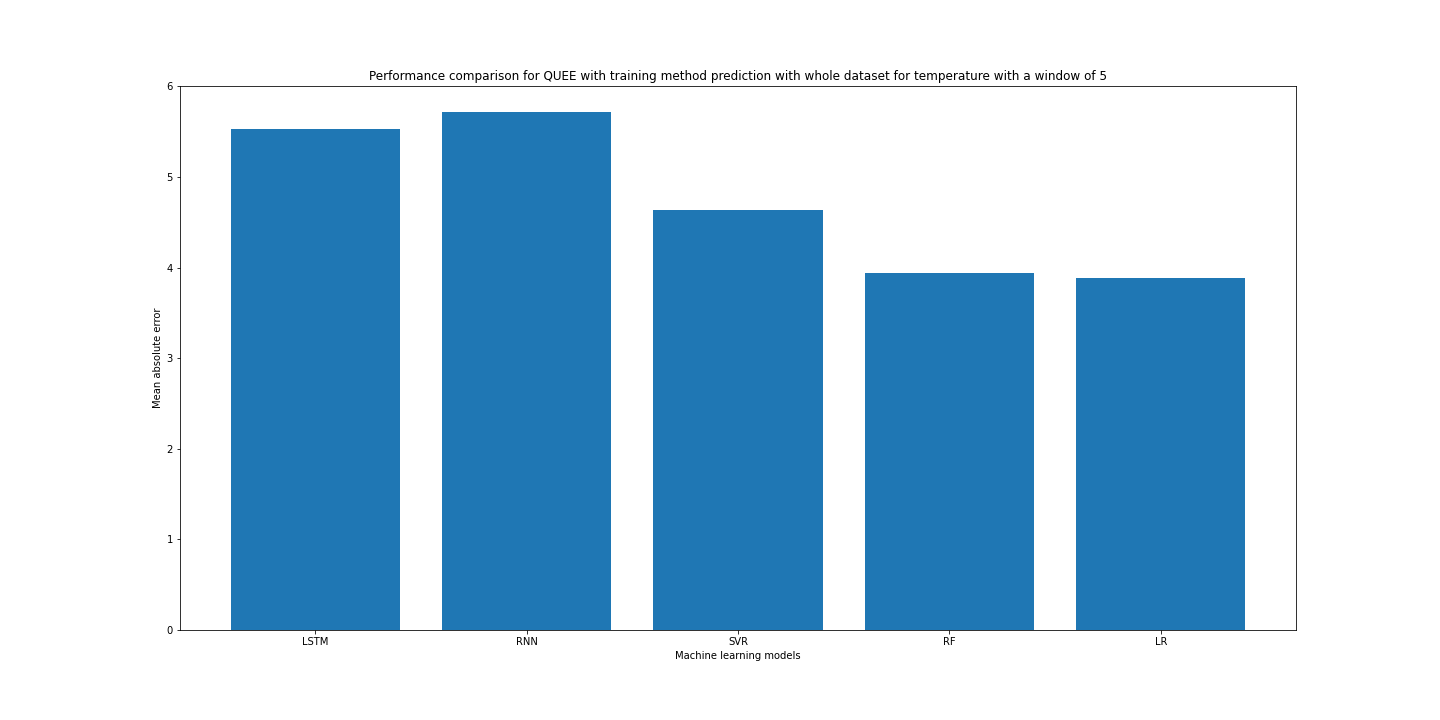 Performance comparison for QUEE with training method prediction with whole dataset for temperature with a window of 5
6
5
4
3
2
1
0
Mean absolute error
LSTM RNN SVR RF LR
Machine learning models